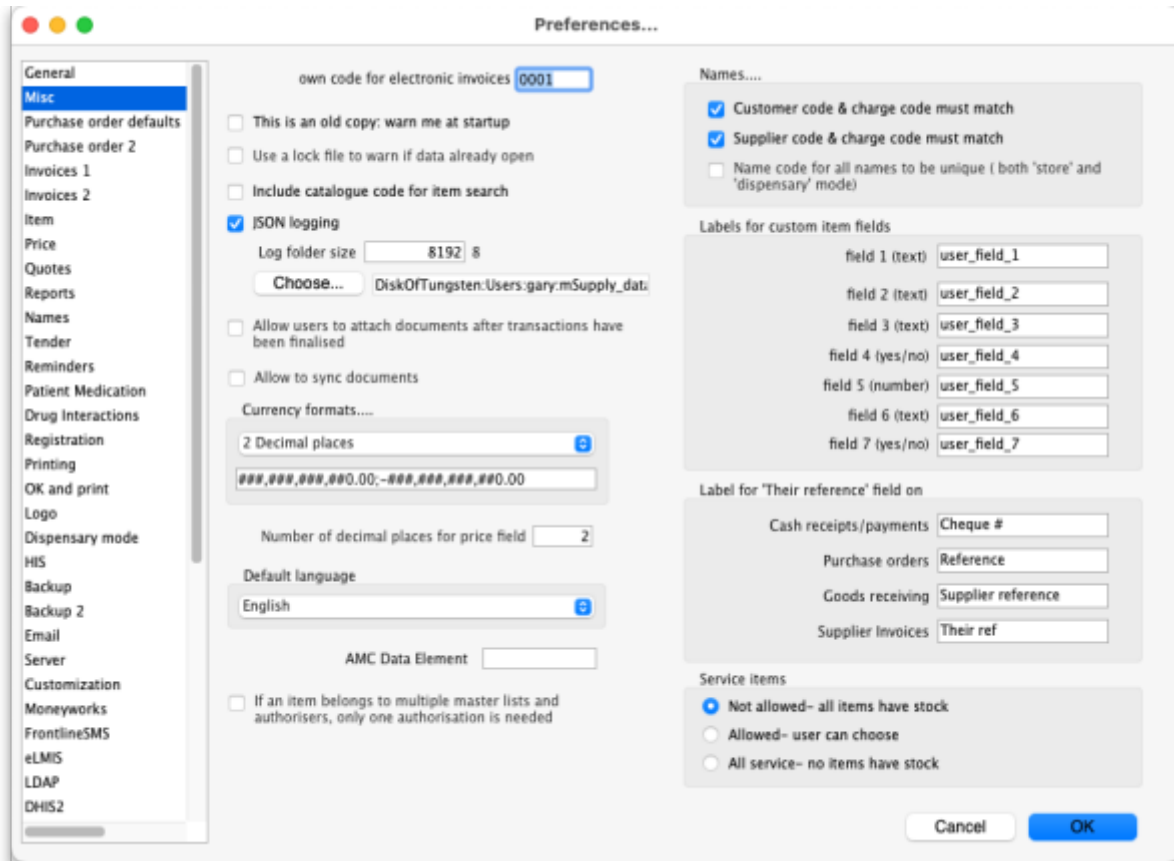 Preferences...
General
Misc
Purchase order defaults
Purchase order 2
Invoices 1
Invoices 2
Item
Price
Quotes
Reports
Names
Tender
Reminders
Patient Medication
Drug Interactions
Registration
Printing
OK and print
Logo
Dispensary mode
HIS
Backup
Backup 2
Email
Server
Customization
Moneyworks
FrontlineSMS
eLMIS
LDAP
DHIS2
own code for electronic invoices 0001
This is an old copy: warn me at startup
Use a lock file to warn if data already open
Include catalogue code for item search
JSON logging
Log folder size 8192 8
Choose... DiskOfTungsten:Users:gary:mSupply_data
Allow users to attach documents after transactions have
been finalised
Allow to sync documents
Currency formats....
2 Decimal places
###,###,###,##0.00;-###,###,###,##0.00
Number of decimal places for price field 2
Default language
English
AMC Data Element
If an item belongs to multiple master lists and
authorisers, only one authorisation is needed
Names....
Customer code & charge code must match
Supplier code & charge code must match
Name code for all names to be unique ( both 'store' and
'dispensary' mode)
Labels for custom item fields
field 1 (text) user_field_1
field 2 (text) user_field_2
field 3 (text) user_field_3
field 4 (yes/no) user_field_4
field 5 (number) user_field_5
field 6 (text) user_field_6
field 7 (yes/no) user_field_7
Label for 'Their reference' field on
Cash receipts/payments Cheque #
Purchase orders Reference
Goods receiving Supplier reference
Supplier Invoices Their ref
Service items
Not allowed- all items have stock
Allowed- user can choose
All service- no items have stock
Cancel OK